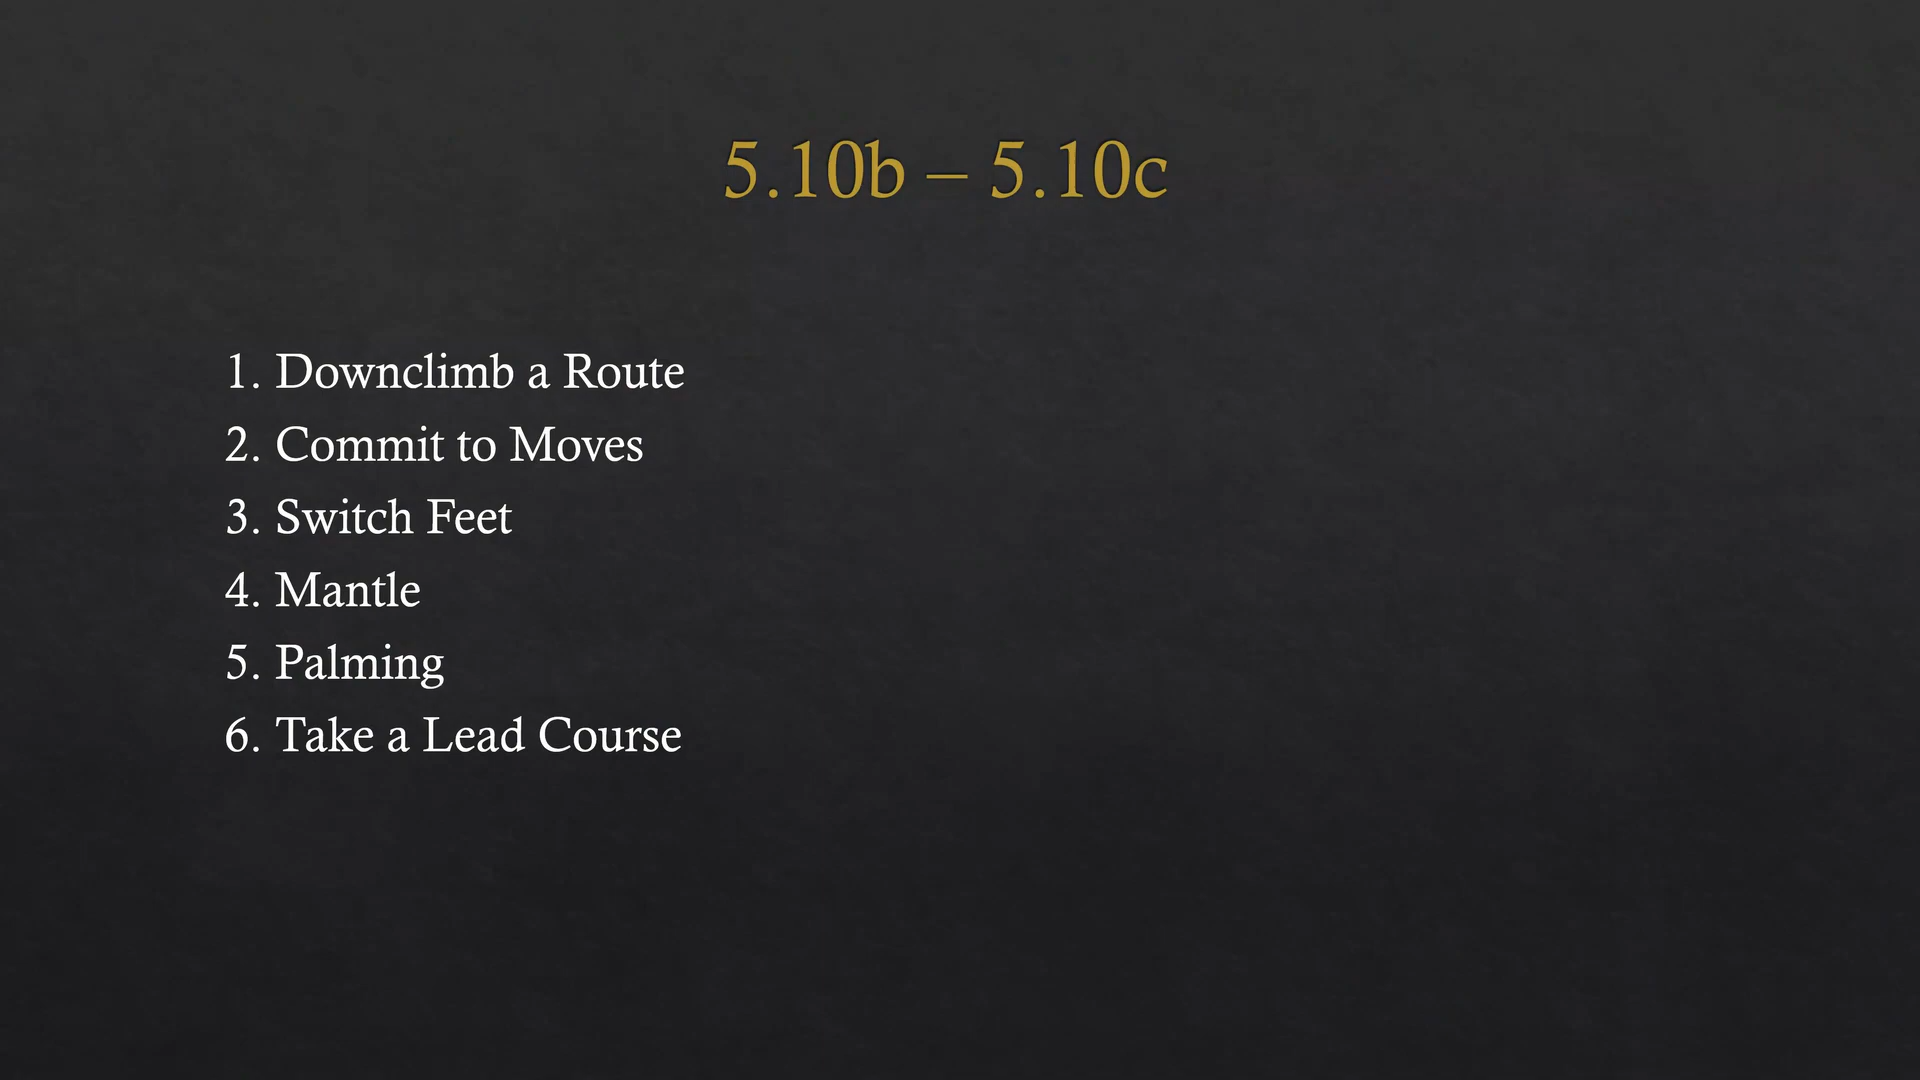 5.10b – 5.10c
1. Downclimb a Route
2. Commit to Moves
3. Switch Feet
4. Mantle
5. Palming
6. Take a Lead Course